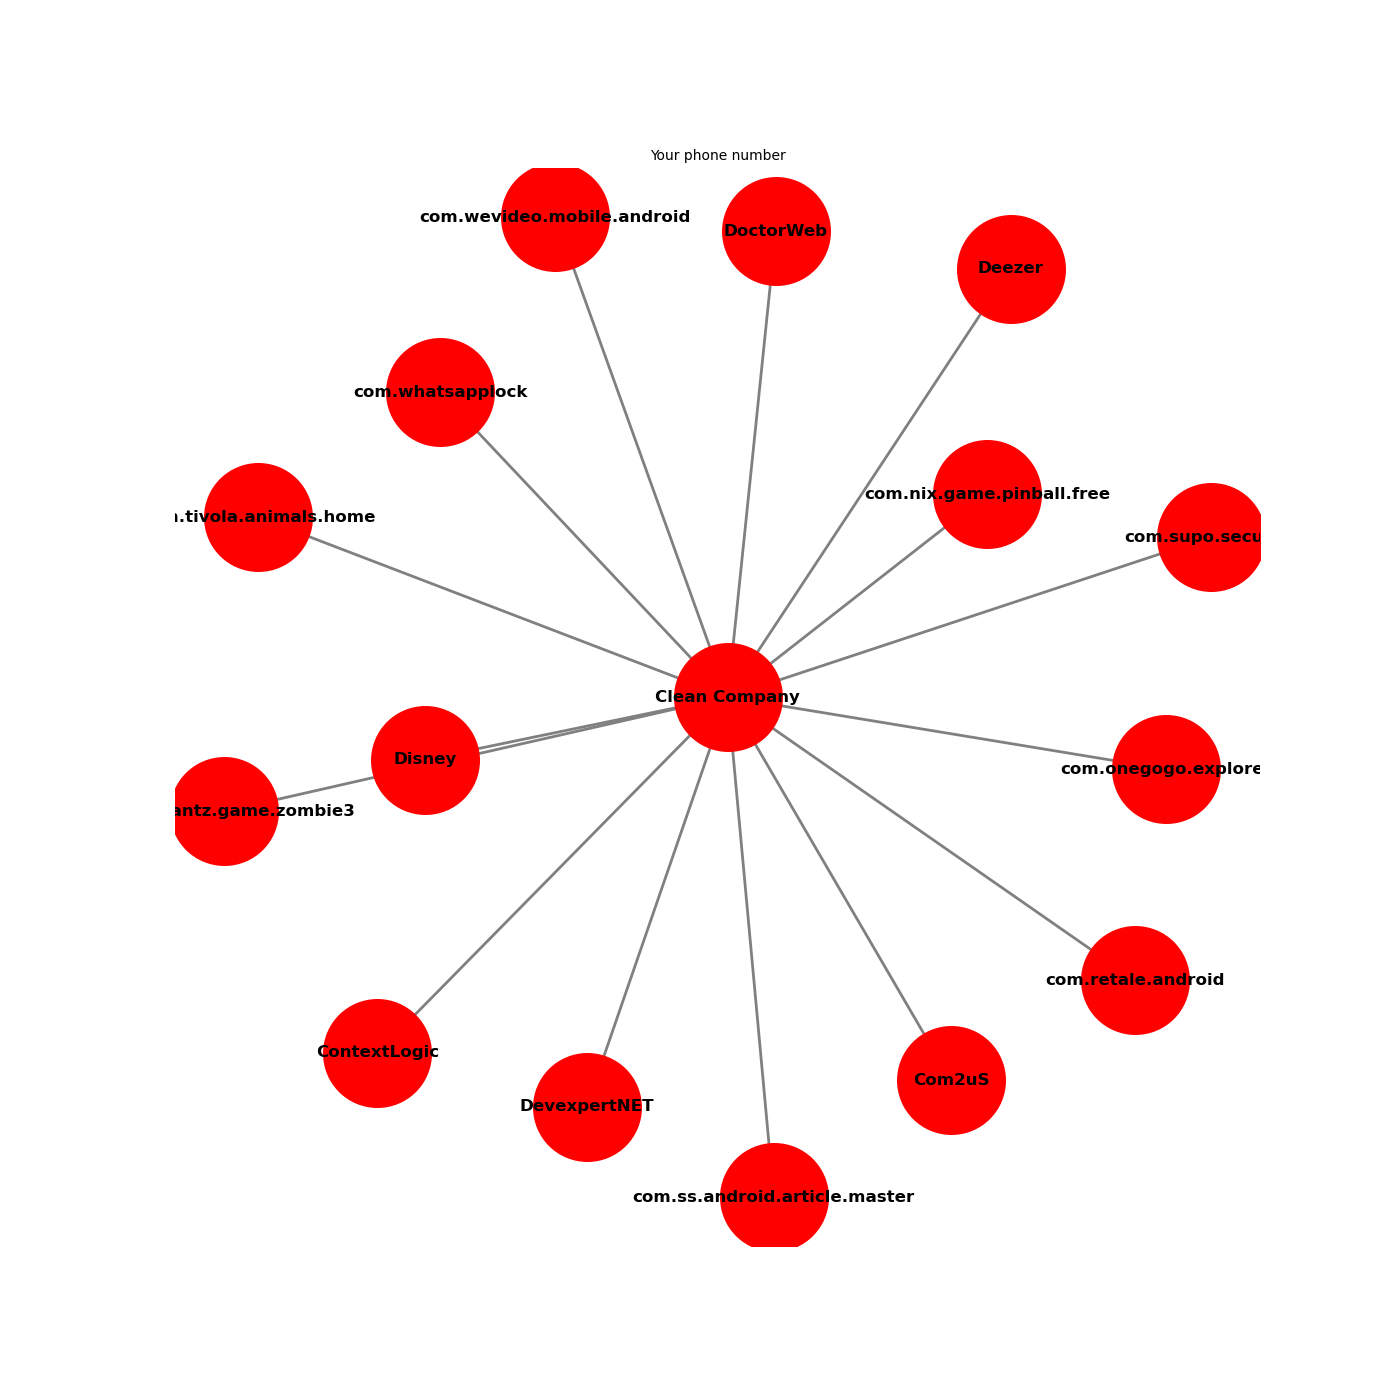 Your phone number
com.wevideo.mobile.android
DoctorWeb
Deezer
com.whatsapplock
com.nix.game.pinball.free
.tivola.animals.home
com.supo.secu
Clean Company
Disney
com.onegogo.explore
antz.game.zombie3
com.retale.android
ContextLogic
Com2uS
DevexpertNET
com.ss.android.article.master